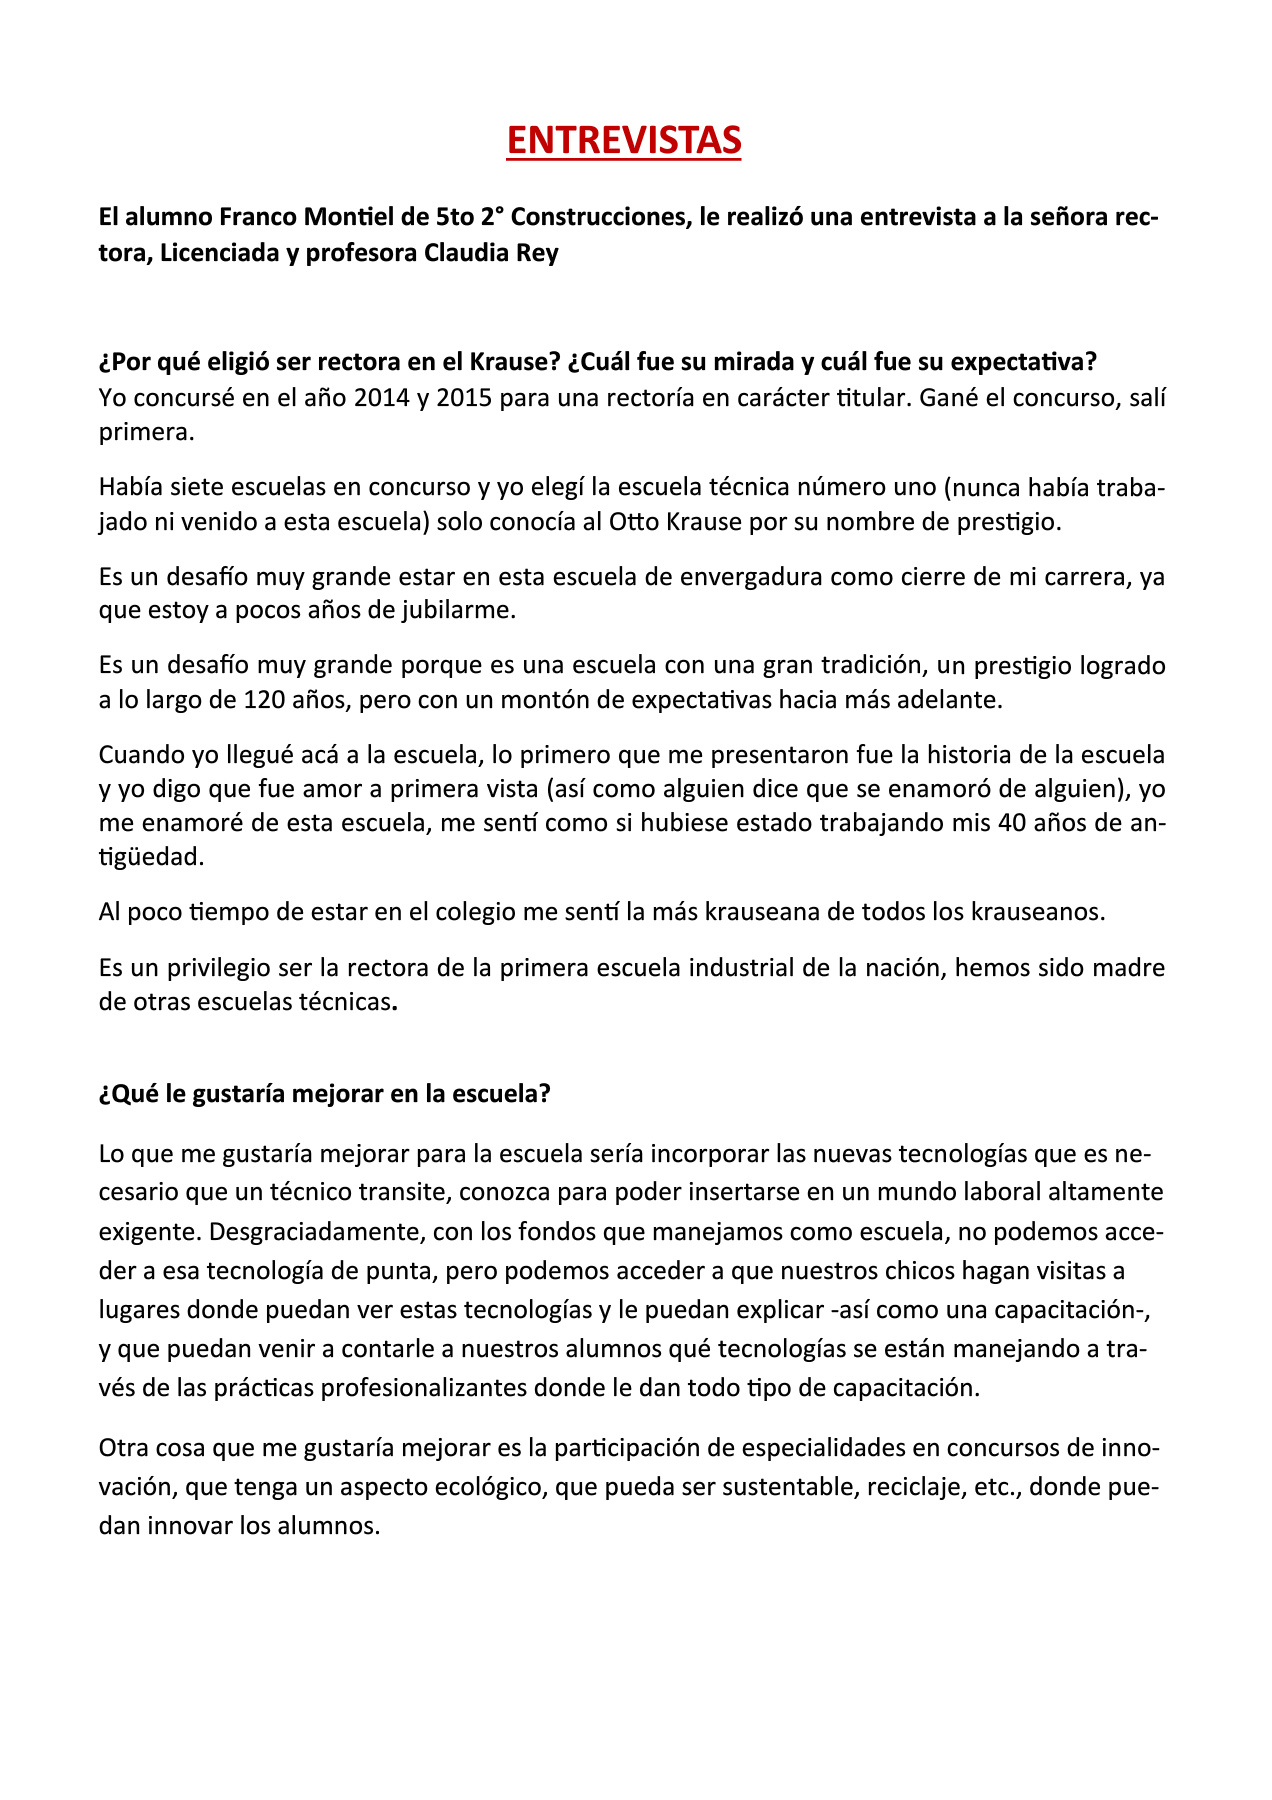 ENTREVISTAS
El alumno Franco Montiel de 5to 2° Construcciones, le realizó una entrevista a la señora rec-
tora, Licenciada y profesora Claudia Rey
¿Por qué eligió ser rectora en el Krause? ¿Cuál fue su mirada y cuál fue su expectativa?
Yo concursé en el año 2014 y 2015 para una rectoría en carácter titular. Gané el concurso, salí
primera.
Había siete escuelas en concurso y yo elegí la escuela técnica número uno (nunca había traba-
jado ni venido a esta escuela) solo conocía al Otto Krause por su nombre de prestigio.
Es un desafío muy grande estar en esta escuela de envergadura como cierre de mi carrera, ya
que estoy a pocos años de jubilarme.
Es un desafío muy grande porque es una escuela con una gran tradición, un prestigio logrado
a lo largo de 120 años, pero con un montón de expectativas hacia más adelante.
Cuando yo llegué acá a la escuela, lo primero que me presentaron fue la historia de la escuela
y yo digo que fue amor a primera vista (así como alguien dice que se enamoró de alguien), yo
me enamoré de esta escuela, me sentí como si hubiese estado trabajando mis 40 años de an-
tigüedad.
Al poco tiempo de estar en el colegio me sentí la más krauseana de todos los krauseanos.
Es un privilegio ser la rectora de la primera escuela industrial de la nación, hemos sido madre
de otras escuelas técnicas.
¿Qué le gustaría mejorar en la escuela?
Lo que me gustaría mejorar para la escuela sería incorporar las nuevas tecnologías que es ne-
cesario que un técnico transite, conozca para poder insertarse en un mundo laboral altamente
exigente. Desgraciadamente, con los fondos que manejamos como escuela, no podemos acce-
der a esa tecnología de punta, pero podemos acceder a que nuestros chicos hagan visitas a
lugares donde puedan ver estas tecnologías y le puedan explicar -así como una capacitación-,
y que puedan venir a contarle a nuestros alumnos qué tecnologías se están manejando a tra-
vés de las prácticas profesionalizantes donde le dan todo tipo de capacitación.
Otra cosa que me gustaría mejorar es la participación de especialidades en concursos de inno-
vación, que tenga un aspecto ecológico, que pueda ser sustentable, reciclaje, etc., donde pue-
dan innovar los alumnos.